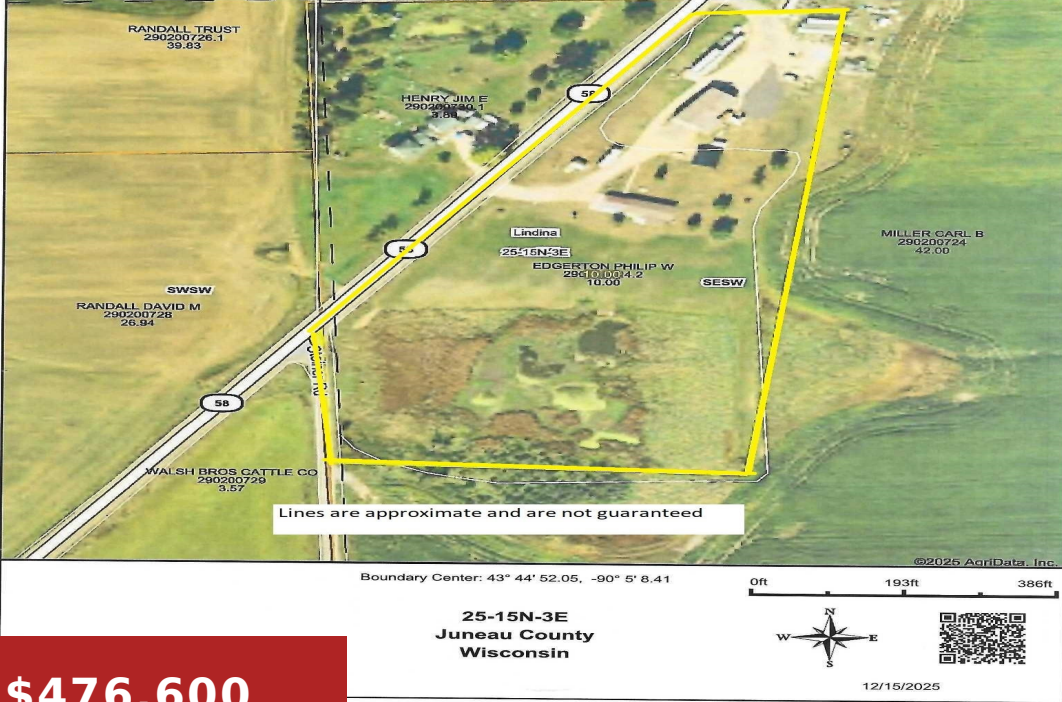 RANDALL TRUST
290200726.1
39.83
58
HENRY JIM E
3.89
MILLER CARL B
290200724
42.00
Lindina
25-15N-3E
EDGERTON PHILIP W
10.00
SESW
SWSW
RANDALL DAVID M
290200728
26.94
58
WALSH BROS CATTLE CO
290200729
3.57
Lines are approximate and are not guaranteed
©2025 AgriData, Inc.
Boundary Center: 43° 44' 52.05, -90° 5' 8.41
0ft 193ft 386ft
25-15N-3E
Juneau County
Wisconsin
N
W E
S
12/15/2025
$476,600